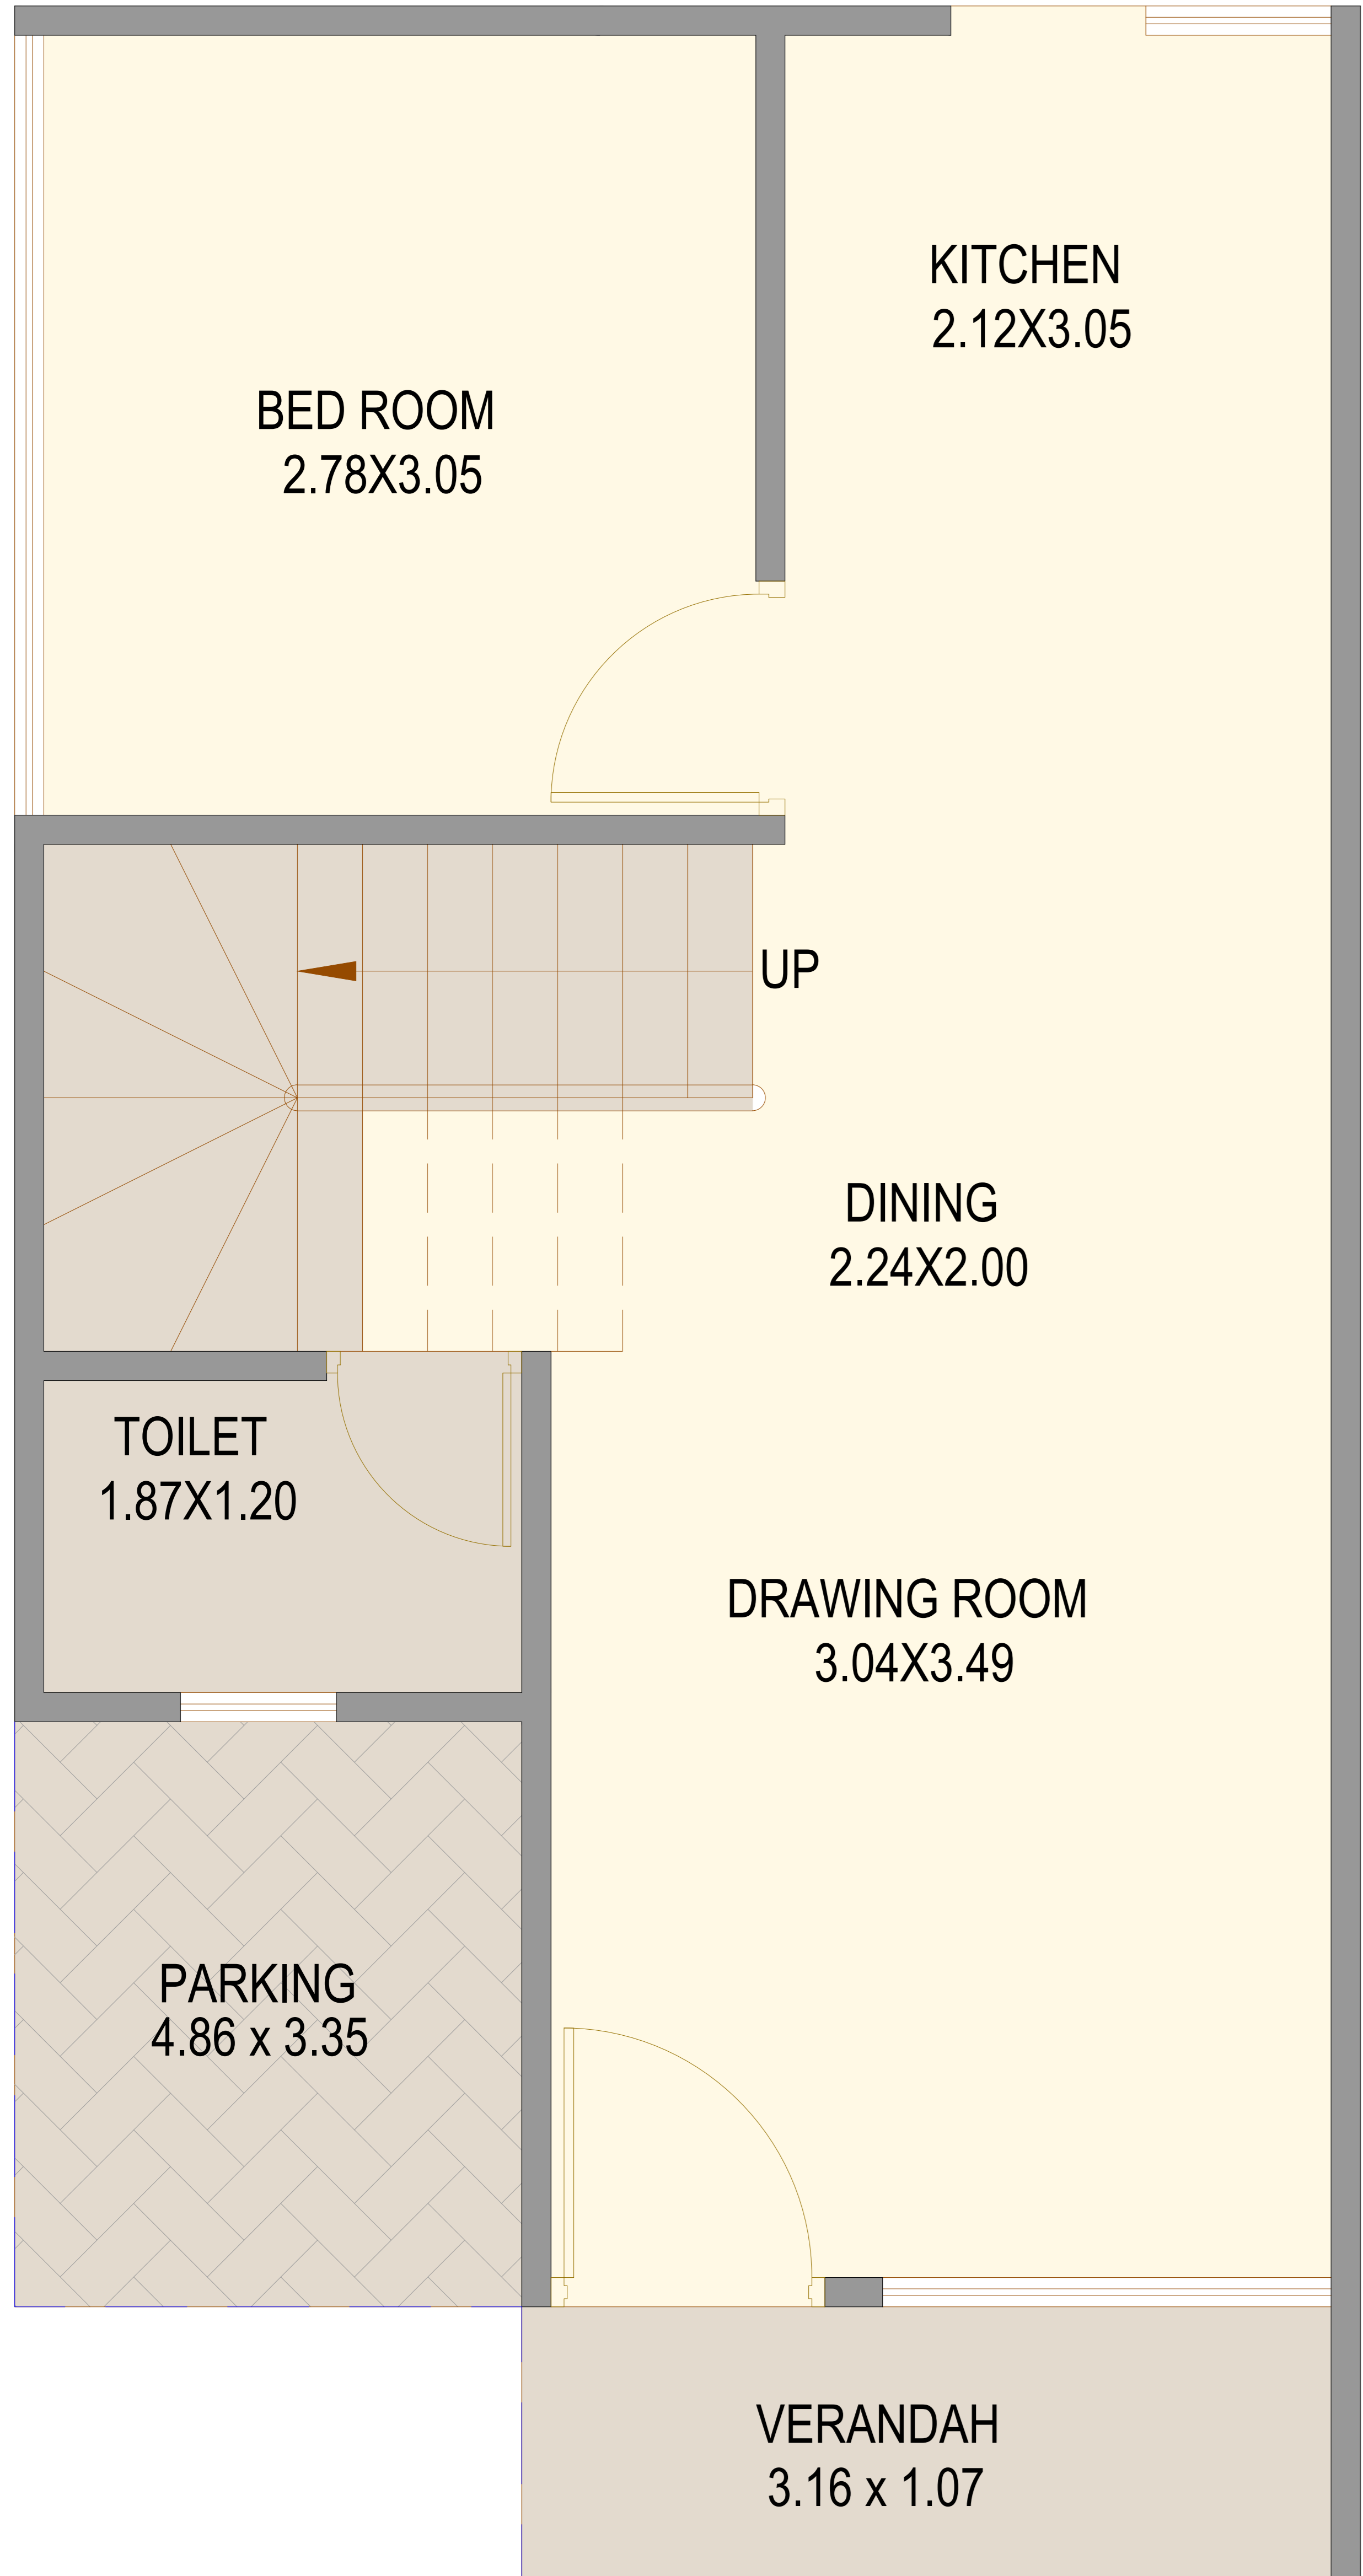 KITCHEN
2.12X3.05
BED ROOM
2.78X3.05
UP
DINING
2.24X2.00
TOILET
1.87X1.20
DRAWING ROOM
3.04X3.49
PARKING
4.86 x 3.35
VERANDAH
3.16 x 1.07